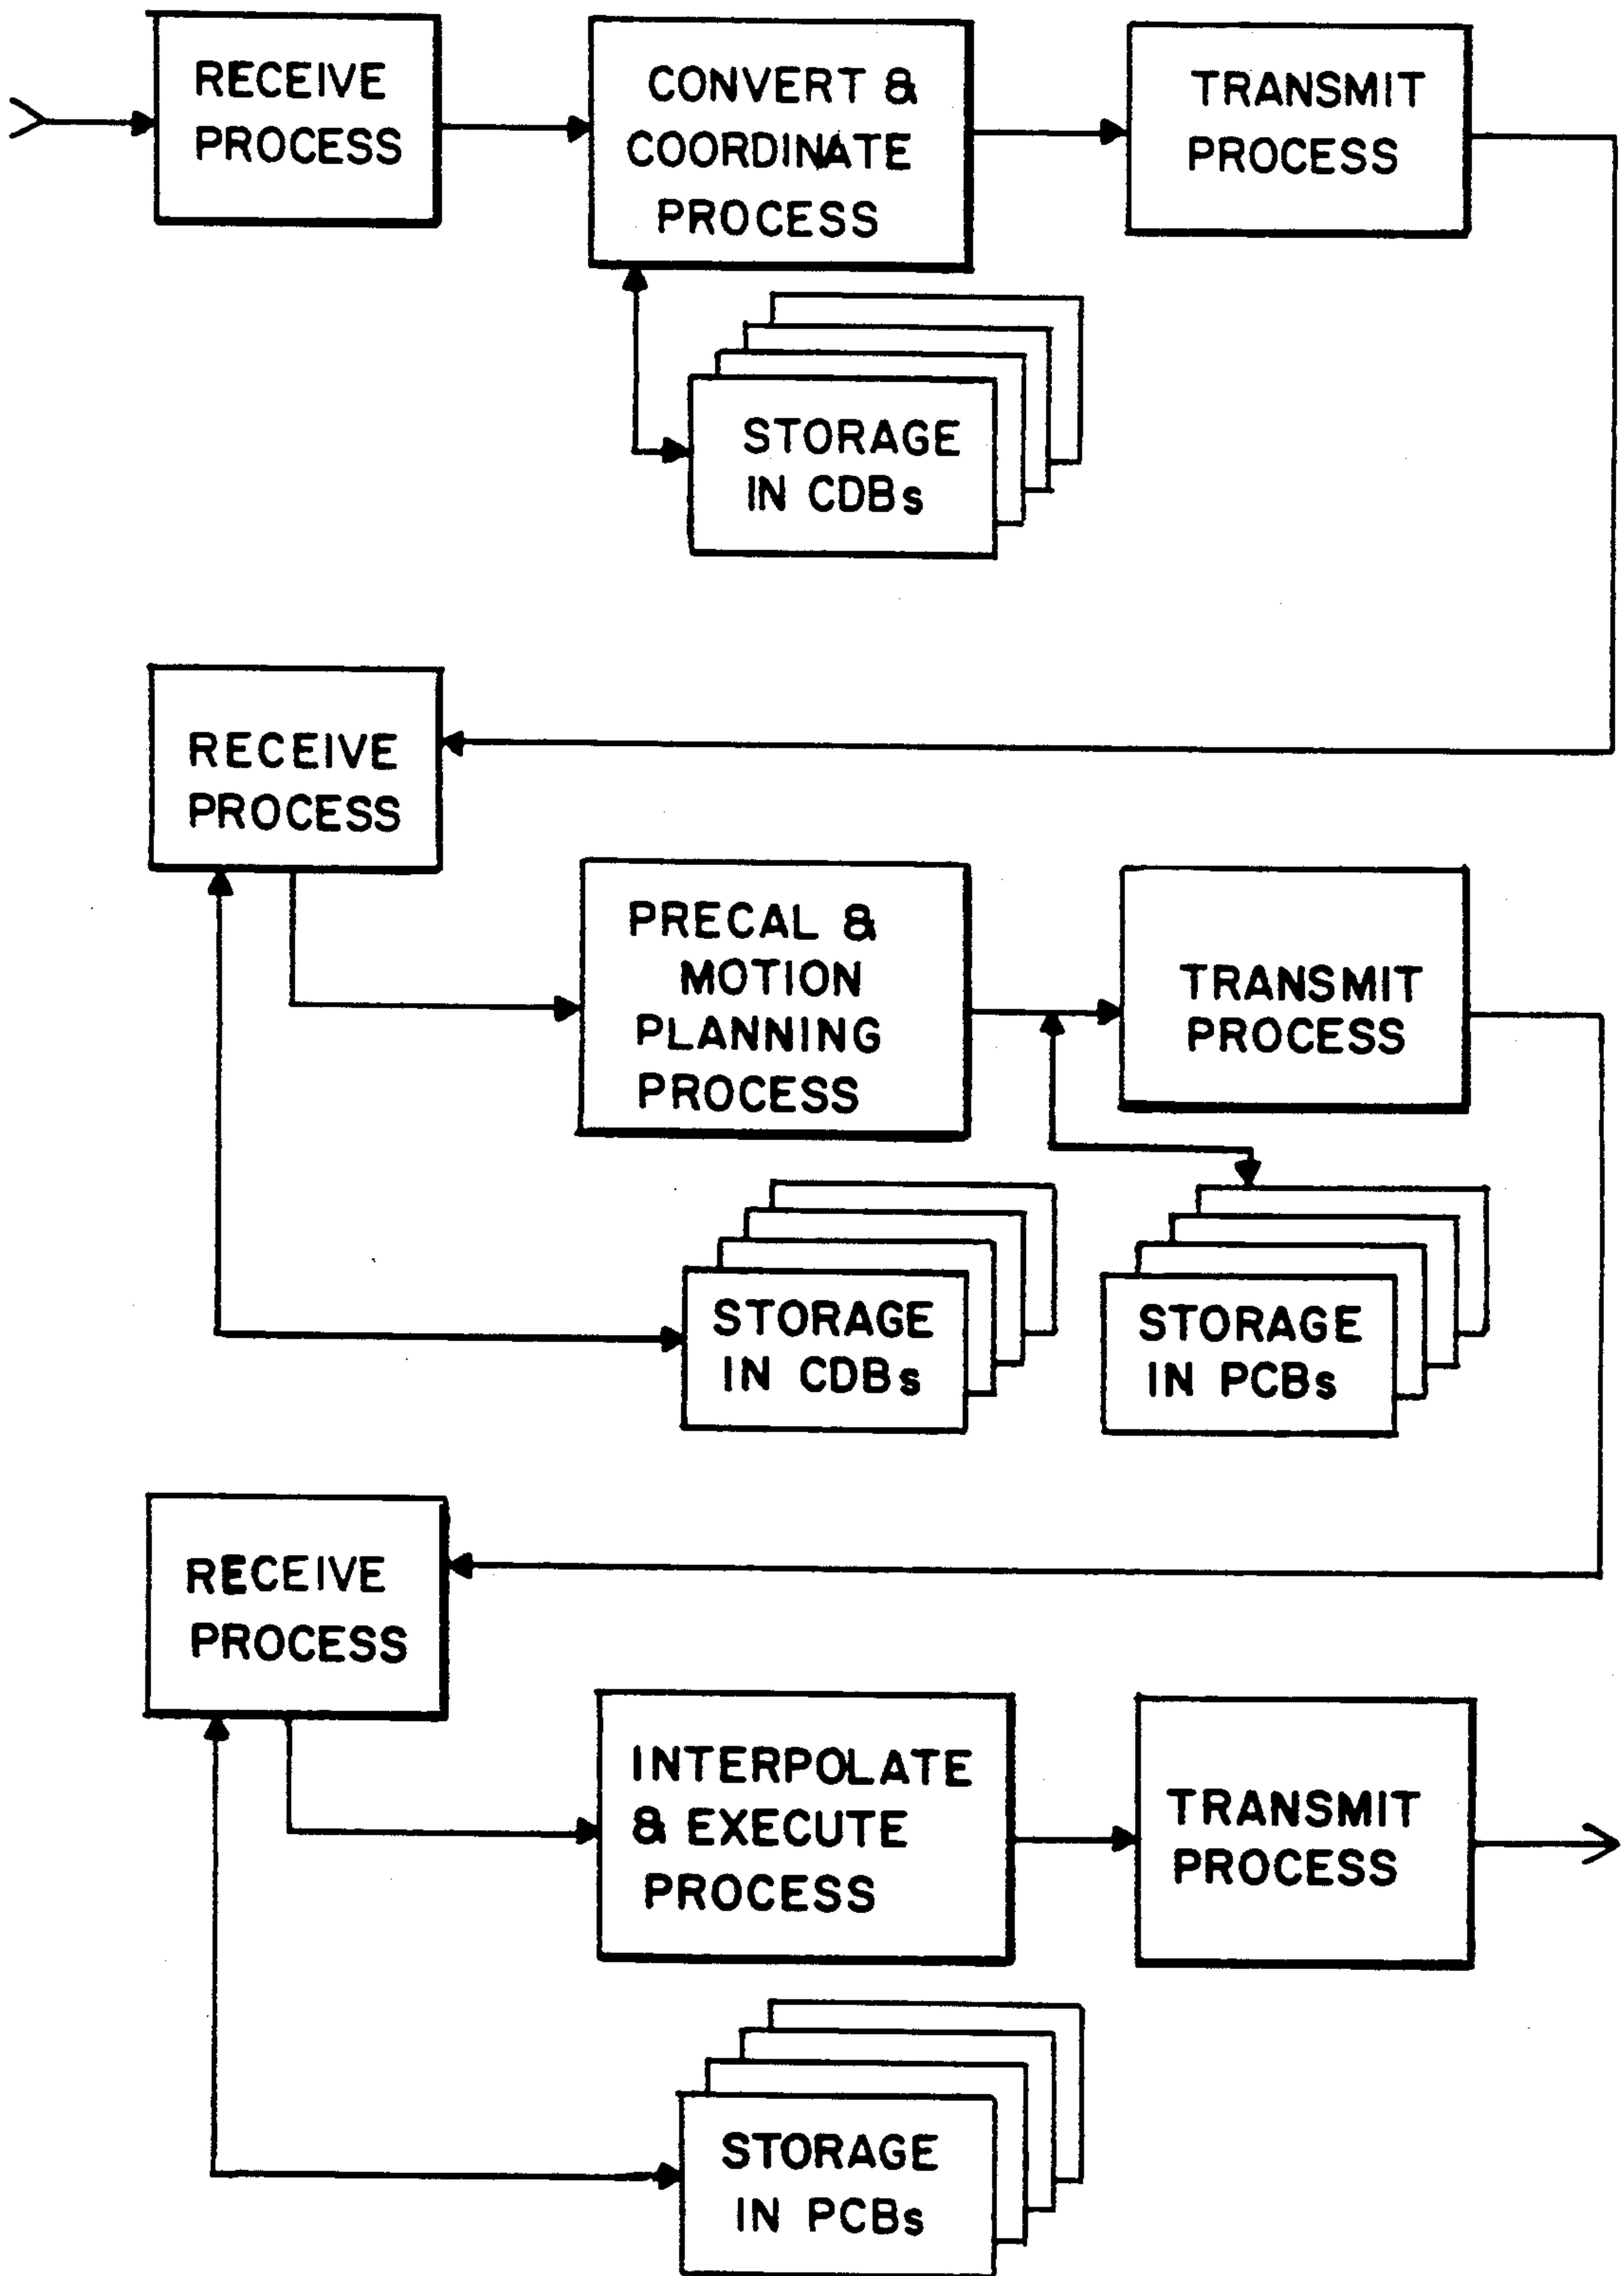 RECEIVE
PROCESS
CONVERT &
COORDINATE
PROCESS
TRANSMIT
PROCESS
STORAGE
IN CDBs
RECEIVE
PROCESS
PRECAL &
MOTION
PLANNING
PROCESS
TRANSMIT
PROCESS
STORAGE
IN CDBs
STORAGE
IN PCBs
RECEIVE
PROCESS
INTERPOLATE
& EXECUTE
PROCESS
TRANSMIT
PROCESS
STORAGE
IN PCBs